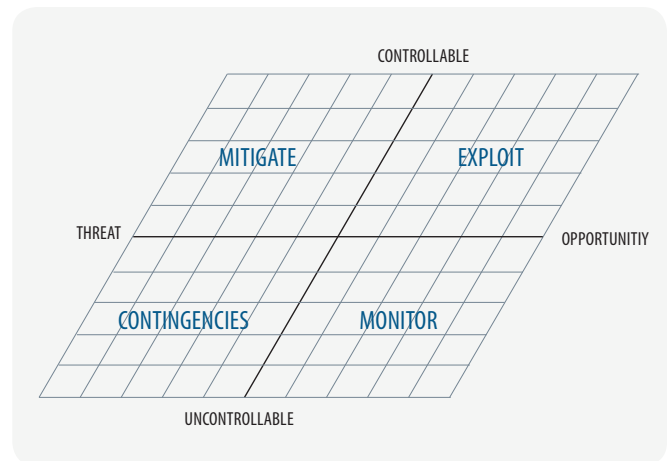 CONTROLLABLE
MITIGATE
EXPLOIT
THREAT
OPPORTUNITIY
CONTINGENCIES
MONITOR
UNCONTROLLABLE